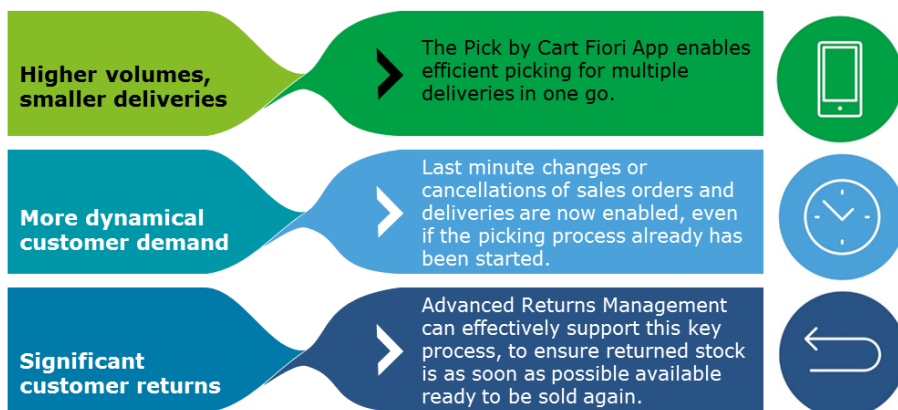 Higher volumes,
smaller deliveries
The Pick by Cart Fiori App enables
efficient picking for multiple
deliveries in one go.
More dynamical
customer demand
Last minute changes or
cancellations of sales orders and
deliveries are now enabled, even
if the picking process already has
been started.
Significant
customer returns
Advanced Returns Management
can effectively support this key
process, to ensure returned stock
is as soon as possible available
ready to be sold again.